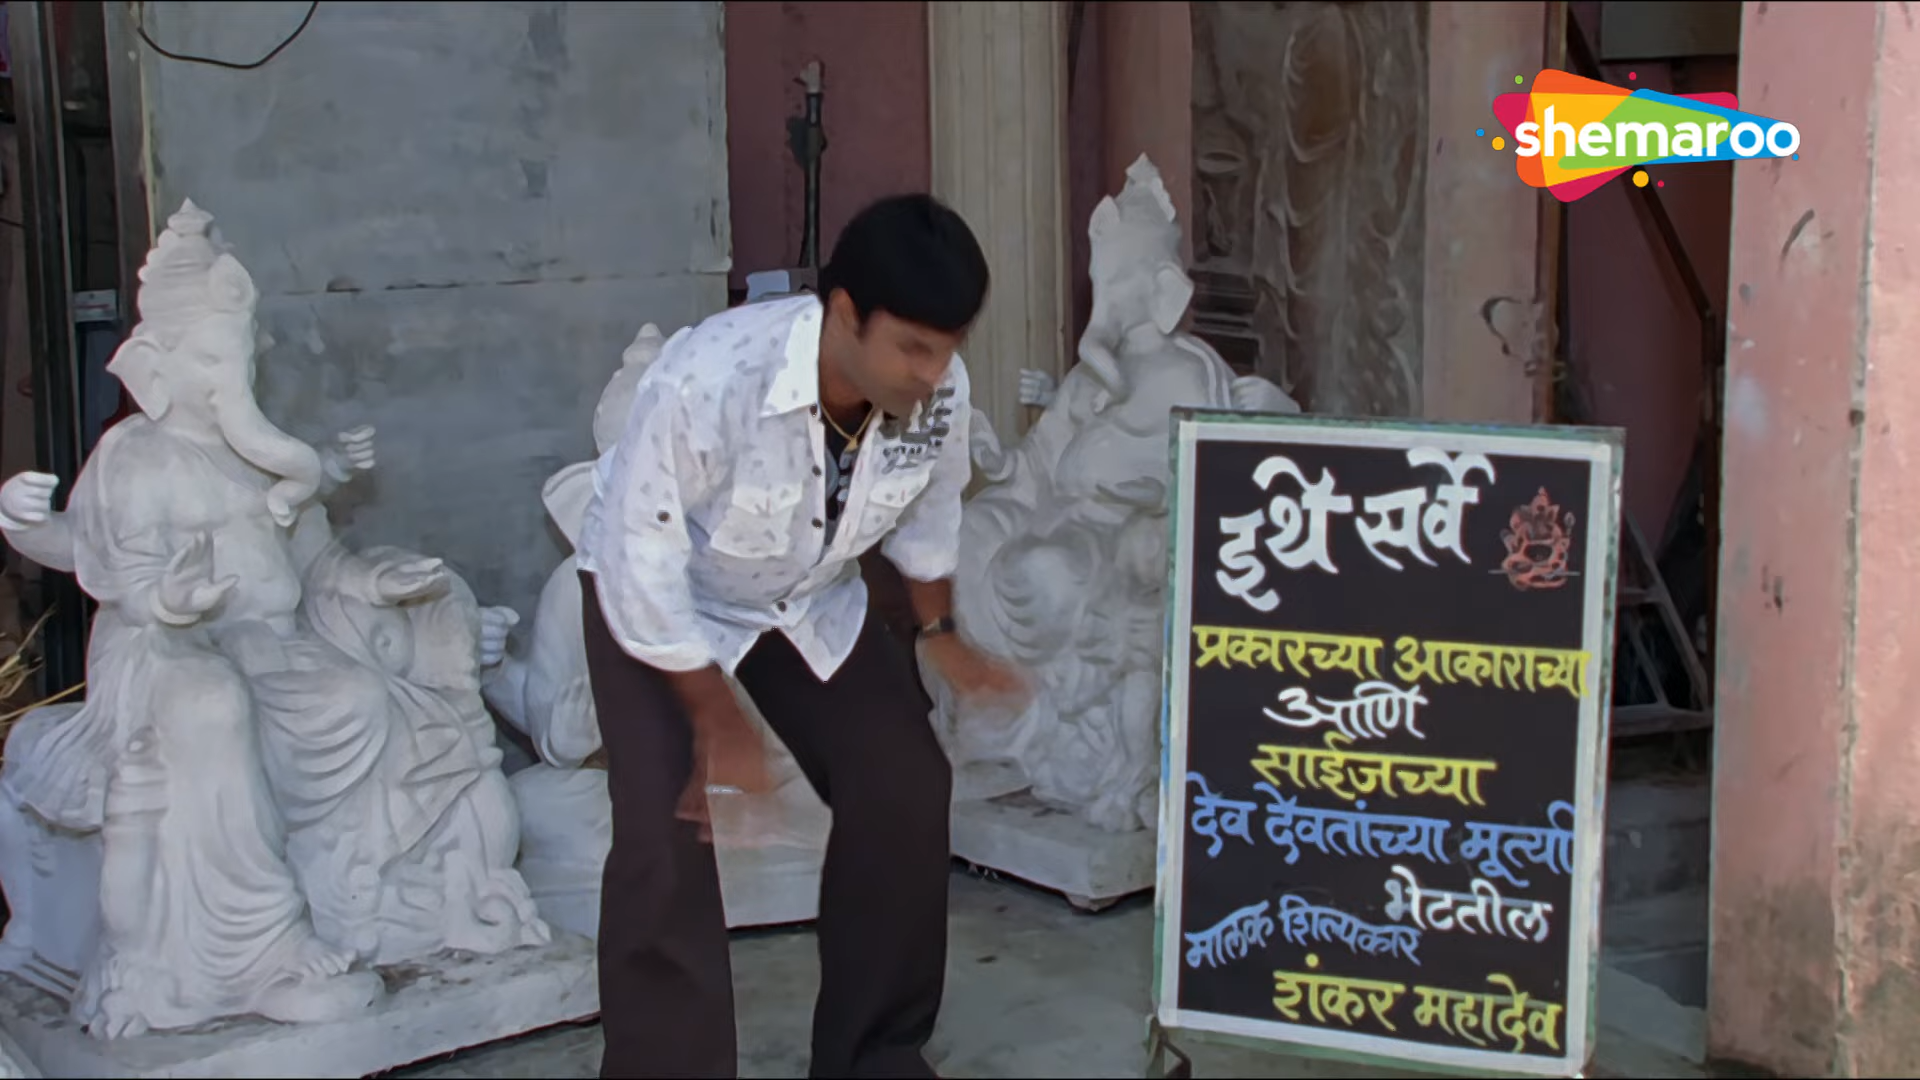 shemaroo
इथे सर्व
प्रकारच्या आकाराच्या
आणि
साईजच्या
देव देवतांच्या मूर्त्या
भेटतील
मालक शिल्पकार
शंकर महादेव